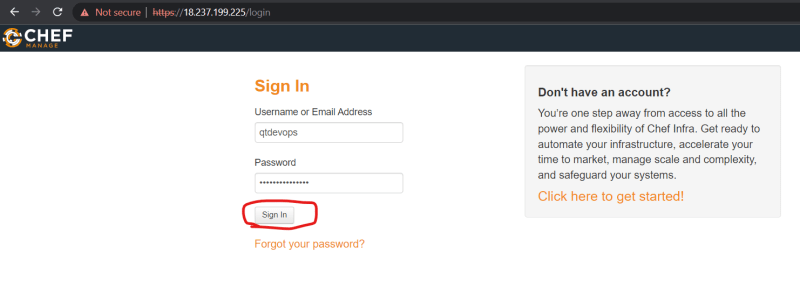 Not secure | https://18.237.199.225/login
CHEF
MANAGE
Sign In
Username or Email Address
qtdevops
Password
•••••••••••••••
Sign In
Forgot your password?
Don't have an account?
You're one step away from access to all the
power and flexibility of Chef Infra. Get ready to
automate your infrastructure, accelerate your
time to market, manage scale and complexity,
and safeguard your systems.
Click here to get started!